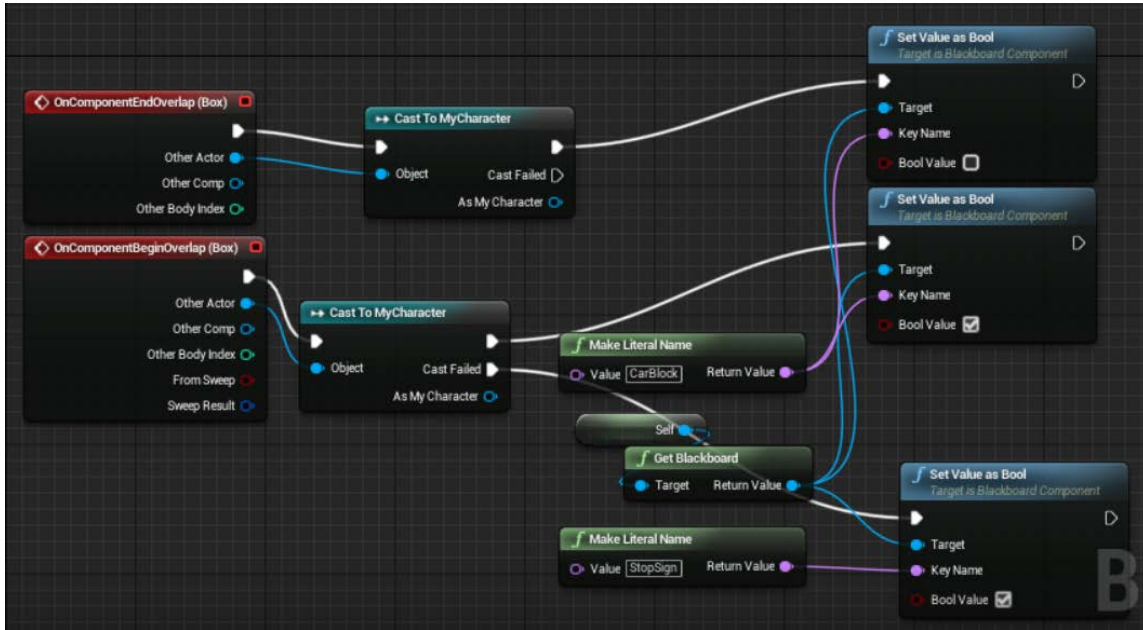 OnComponentEndOverlap (Box)
Other Actor
Other Comp
Other Body Index
Cast To MyCharacter
Object
Cast Failed
As My Character
Set Value as Bool
Target is Blackboard Component
Target
Key Name
Bool Value
OnComponentBeginOverlap (Box)
Other Actor
Other Comp
Other Body Index
From Sweep
Sweep Result
Cast To MyCharacter
Object
Cast Failed
As My Character
Set Value as Bool
Target is Blackboard Component
Target
Key Name
Bool Value
Make Literal Name
Value CarBlock Return Value
Self
Get Blackboard
Target Return Value
Make Literal Name
Value StopSign Return Value
Set Value as Bool
Target is Blackboard Component
Target
Key Name
Bool Value
B